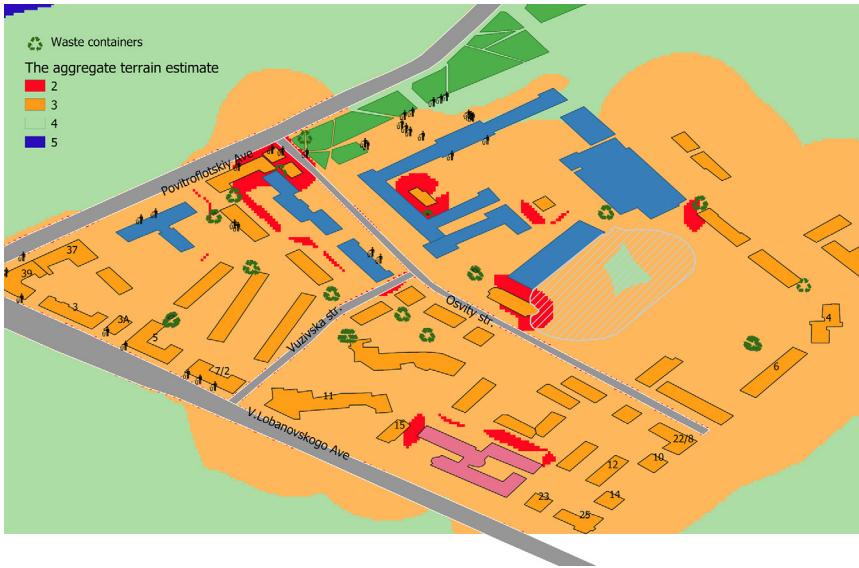 Waste containers
The aggregate terrain estimate
2
3
4
5
Povitroflotskiy Ave
37
39
3
3A
5
7/2
Vuzivska str.
Osvity str.
4
6
11
15
V.Lobanovskogo Ave
22/8
12
10
14
23
25